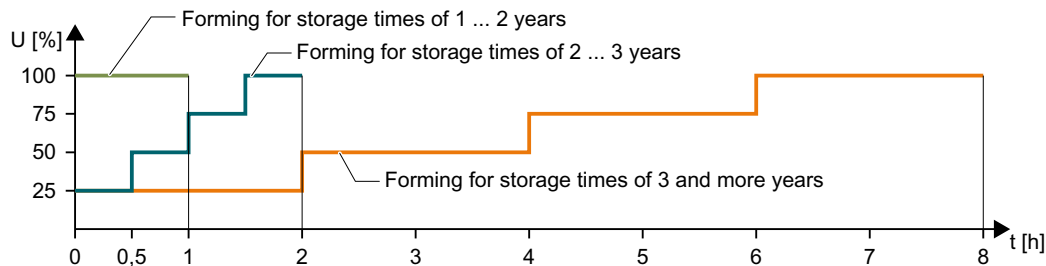 Forming for storage times of 1 ... 2 years
U [%]
Forming for storage times of 2 ... 3 years
100
75
50
Forming for storage times of 3 and more years
25
0 0,5 1 2 3 4 5 6 7 8 t [h]